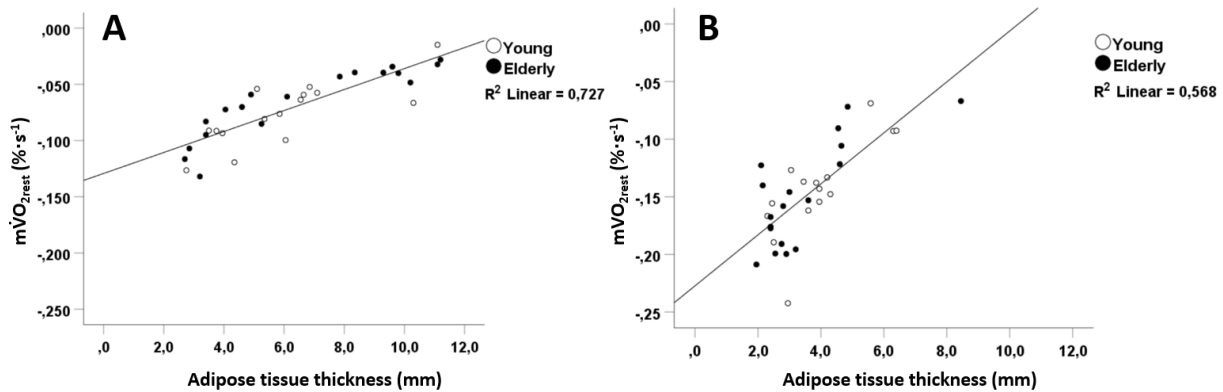 A
,000
-,050
-,100
-,150
-,200
-,250
mV̇O2rest (%·s-1)
,0 2,0 4,0 6,0 8,0 10,0 12,0
Adipose tissue thickness (mm)
Young
Elderly
R2 Linear = 0,727
B
,00
-,05
-,10
-,15
-,20
-,25
mVO2rest (%·s-1)
,0 2,0 4,0 6,0 8,0 10,0 12,0
Adipose tissue thickness (mm)
Young
Elderly
R2 Linear = 0,568